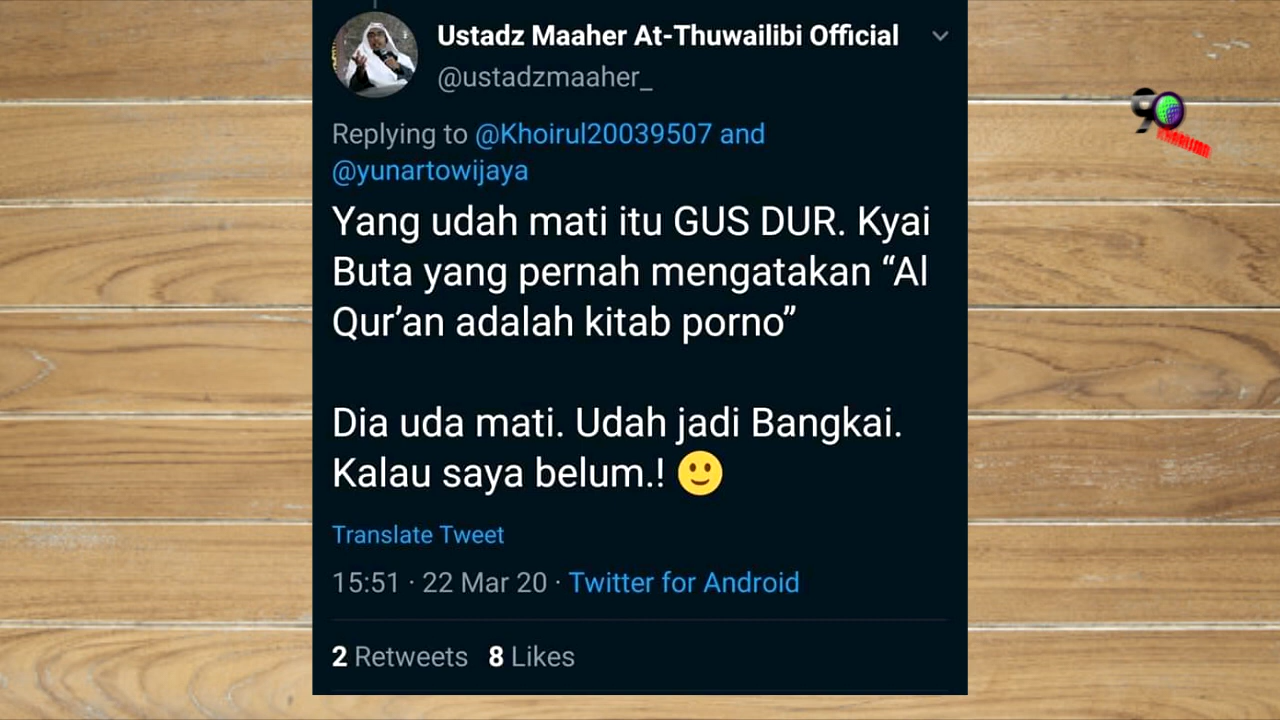 Ustadz Maaher At-Thuwailibi Official
@ustadzmaaher_
Replying to @Khoirul20039507 and
@yunartowijaya
Yang udah mati itu GUS DUR. Kyai
Buta yang pernah mengatakan “Al
Qur’an adalah kitab porno”
Dia uda mati. Udah jadi Bangkai.
Kalau saya belum.! 🙂
Translate Tweet
15:51 · 22 Mar 20 · Twitter for Android
2 Retweets 8 Likes
90